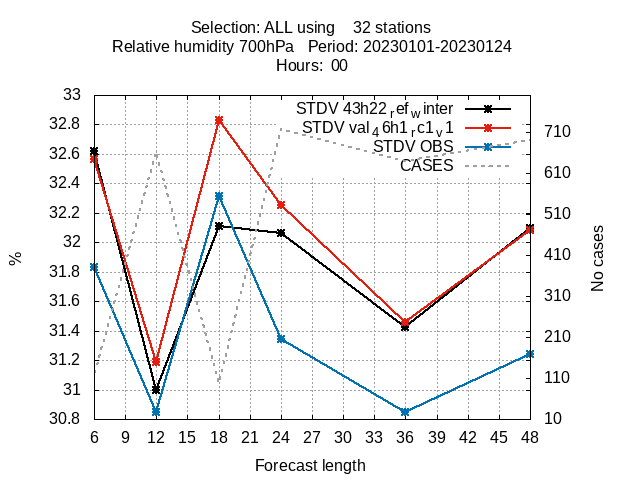 Selection: ALL using    32 stations
Relative humidity 700hPa   Period: 20230101-20230124
Hours:  00
STDV 43h22_ref_winter
STDV val_46h1_rc1_v1
STDV OBS
CASES
33
32.8
32.6
32.4
32.2
32
31.8
31.6
31.4
31.2
31
30.8
%
710
610
510
410
310
210
110
10
No cases
6 9 12 15 18 21 24 27 30 33 36 39 42 45 48
Forecast length